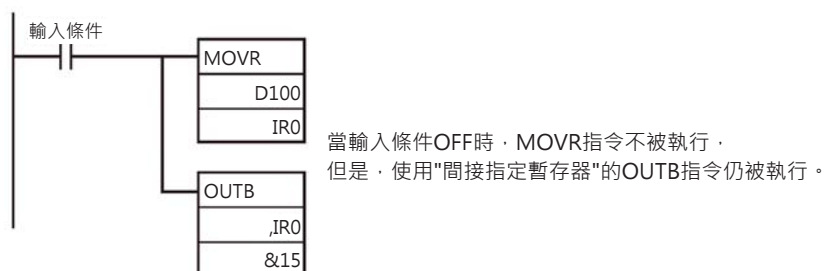 輸入條件
MOVR
D100
IR0
當輸入條件OFF時，MOVR指令不被執行，
但是，使用"間接指定暫存器"的OUTB指令仍被執行。
OUTB
,IR0
&15